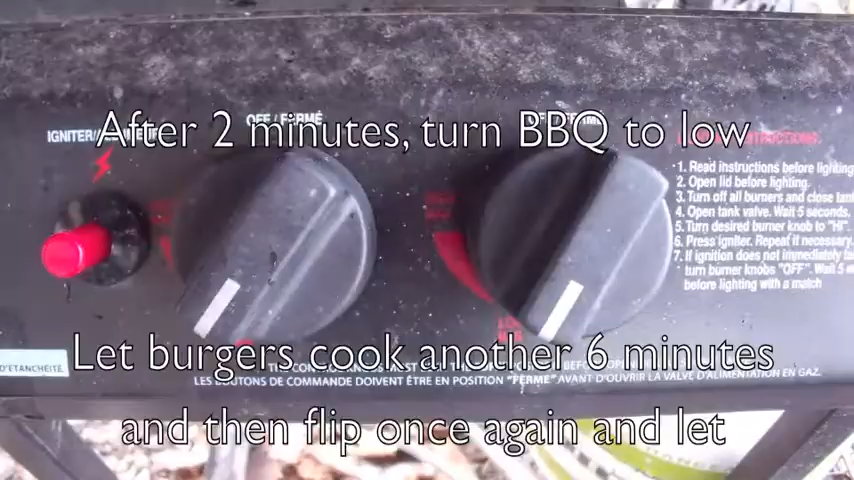 OFF / FERMÉ
After 2 minutes, turn BBQ to low
1. Read instructions before lighting
2. Open lid before lighting.
3. Turn off all burners and close tan
4. Open tank valve. Wait 5 seconds.
5. Turn desired burner knob to "HI".
6. Press igniter. Repeat if necessary.
7. If ignition does not immediately ta
turn burner knobs "OFF". Wait 5
before lighting with a match
Let burgers cook another 6 minutes
D'ETANCHEITE
LES BOUTONS DE COMMANDE DOIVENT ÊTRE EN POSITION "FERME" AVANT D'OUVRIR LA VALVE D'ALIMENTATION EN GAZ.
and then flip once again and let